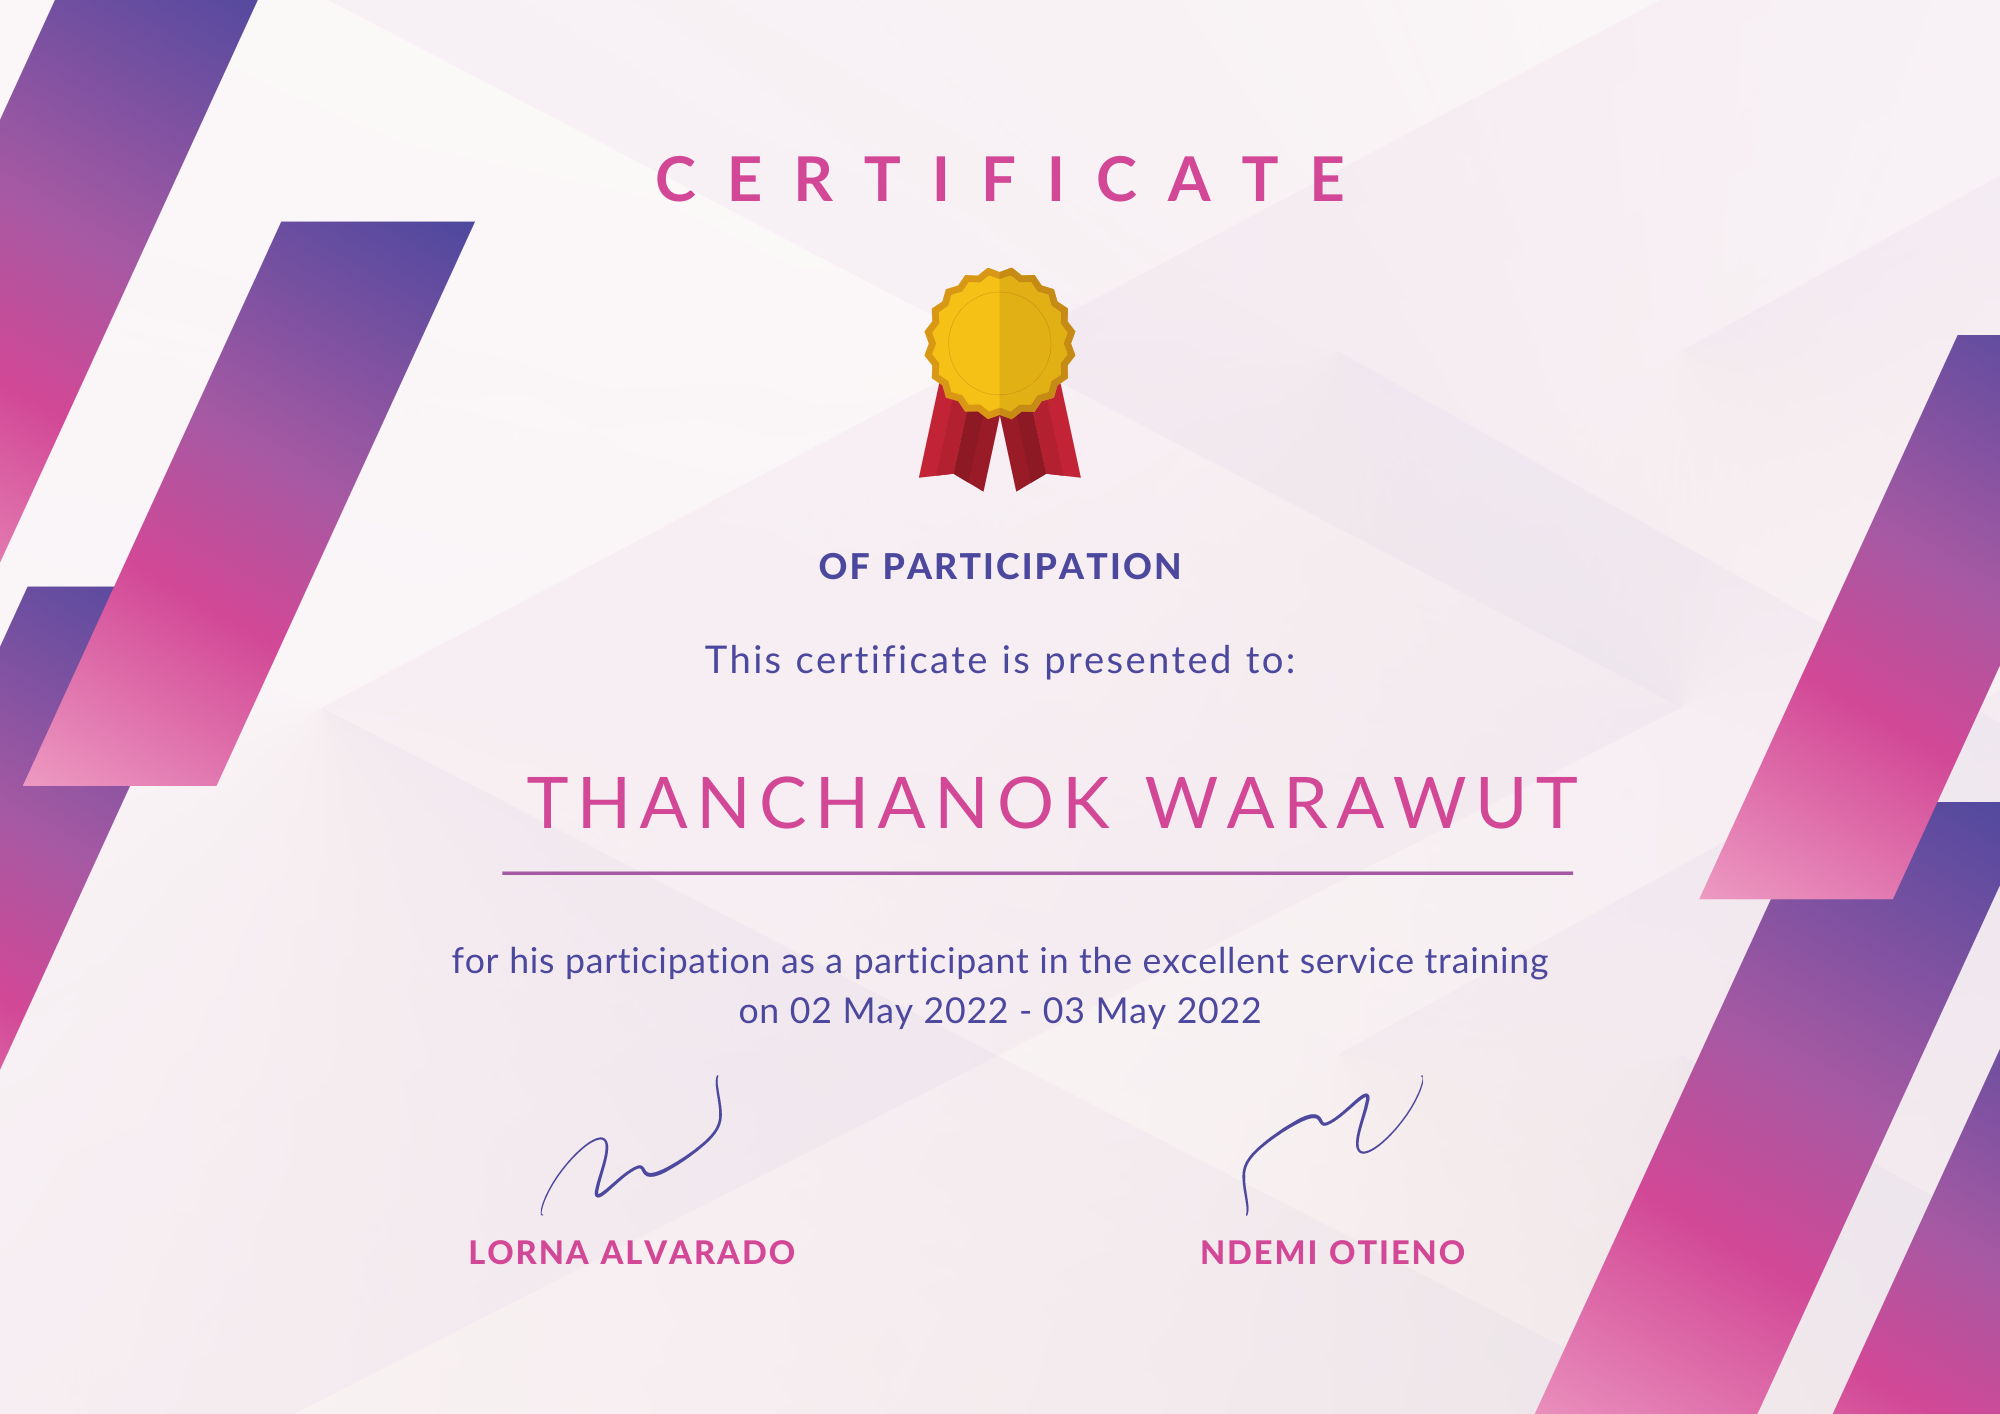 CERTIFICATE
OF PARTICIPATION
This certificate is presented to:
THANCHANOK WARAWUT
for his participation as a participant in the excellent service training
on 02 May 2022 - 03 May 2022
LORNA ALVARADO
NDEMI OTIENO